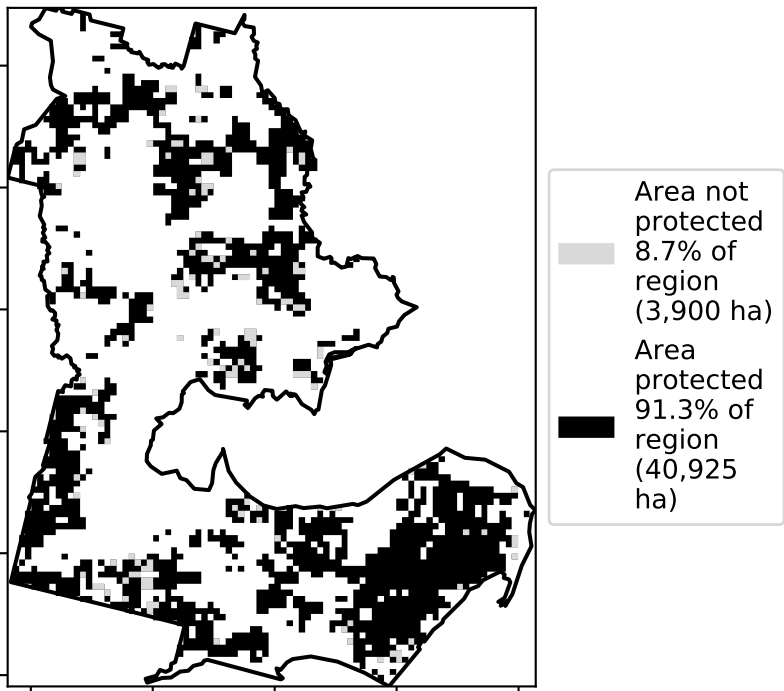 Area not
protected
8.7% of
region
(3,900 ha)
Area
protected
91.3% of
region
(40,925
ha)